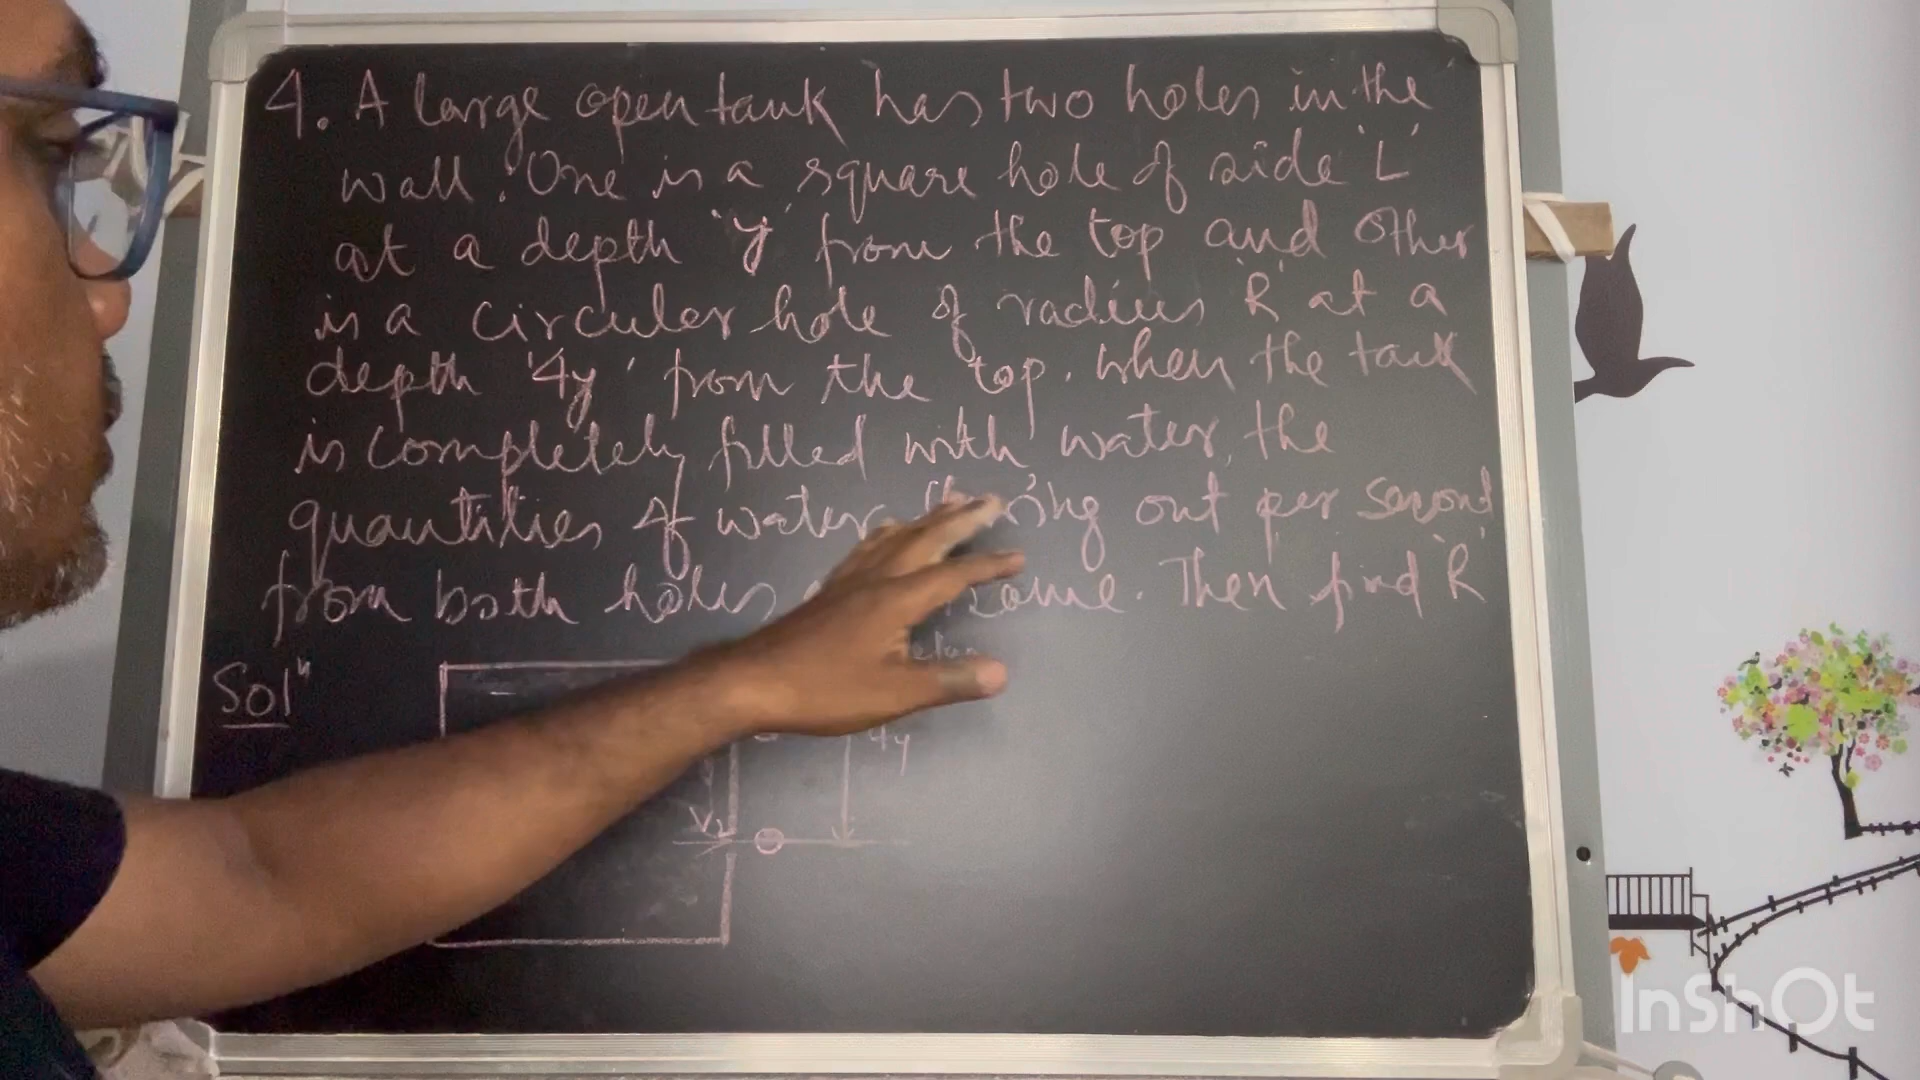 4. A large open tank has two holes in the
wall. One is a square hole of side 'L'
at a depth 'y' from the top and other
is a circular hole of radius 'R' at a
depth '4y' from the top. When the tank
is completely filled with water, the
quantities of water out per second
from both holes same. Then find 'R'
Solⁿ
4y
V2
InShOt